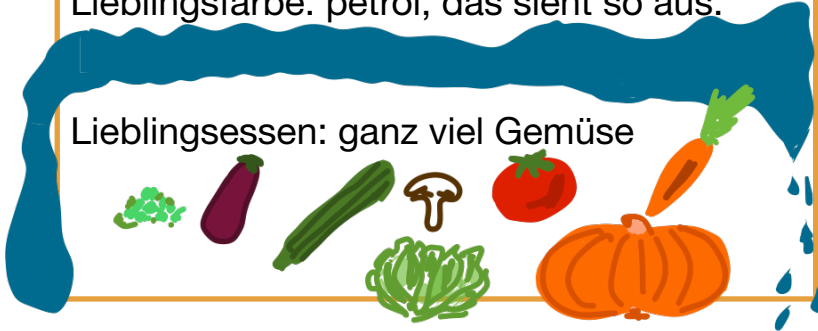 Lieblingsfarbe: petrol, das sieht so aus.
Lieblingsessen: ganz viel Gemüse